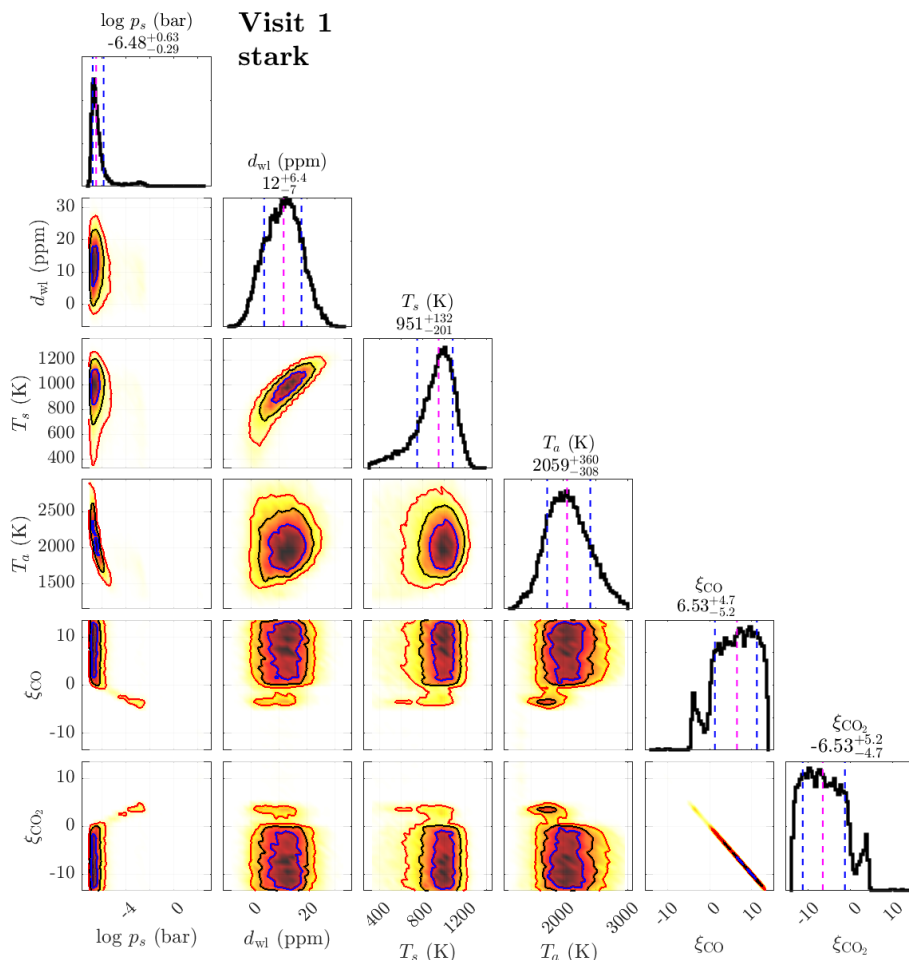 log p_s (bar)
-6.48^{+0.63}_{-0.29}
Visit 1
stark
d_wl (ppm)
12^{+6.4}_{-7}
T_s (K)
951^{+132}_{-201}
T_a (K)
2059^{+360}_{-308}
ξ_CO
6.53^{+4.7}_{-5.2}
ξ_CO₂
-6.53^{+5.2}_{-4.7}
d_wl (ppm)
30
20
10
0
T_s (K)
1200
1000
800
600
400
T_a (K)
2500
2000
1500
ξ_CO
10
0
-10
ξ_CO₂
10
0
-10
-4 0
0 20
400 800 1200
2000 3000
-10 0 10
-10 0 10
log p_s (bar)
d_wl (ppm)
T_s (K)
T_a (K)
ξ_CO
ξ_CO₂